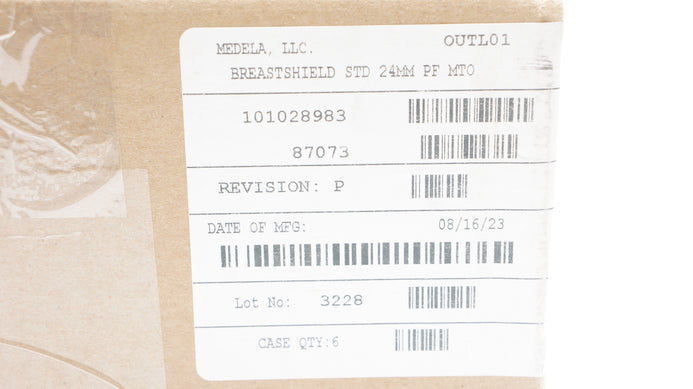 MEDELA, LLC. OUTL01
BREASTSHIELD STD 24MM PF MTO
101028983
87073
REVISION: P
DATE OF MFG: 08/16/23
Lot No: 3228
CASE QTY:6